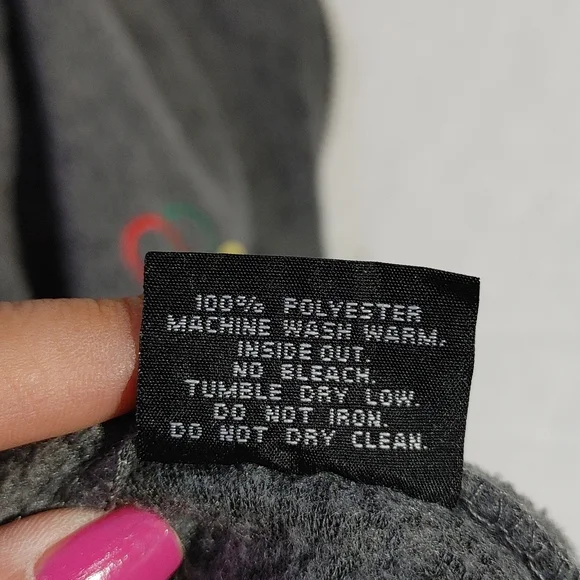 100% POLYESTER
MACHINE WASH WARM.
INSIDE OUT.
NO BLEACH.
TUMBLE DRY LOW.
DO NOT IRON.
DO NOT DRY CLEAN.